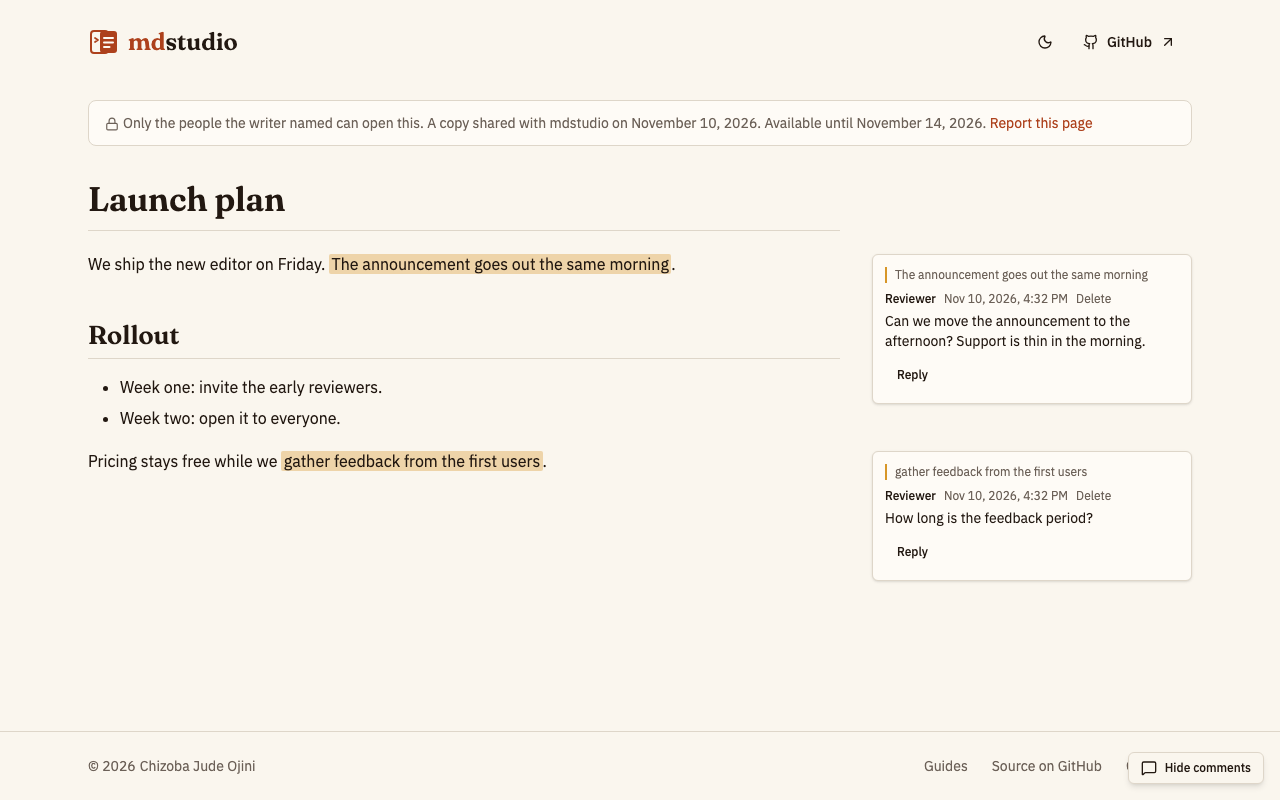 mdstudio
GitHub
Only the people the writer named can open this. A copy shared with mdstudio on November 10, 2026. Available until November 14, 2026. Report this page
Launch plan
We ship the new editor on Friday. The announcement goes out the same morning.
The announcement goes out the same morning
Reviewer Nov 10, 2026, 4:32 PM Delete
Can we move the announcement to the
afternoon? Support is thin in the morning.
Reply
Rollout
• Week one: invite the early reviewers.
• Week two: open it to everyone.
Pricing stays free while we gather feedback from the first users.
gather feedback from the first users
Reviewer Nov 10, 2026, 4:32 PM Delete
How long is the feedback period?
Reply
© 2026 Chizoba Jude Ojini
Guides Source on GitHub
Hide comments